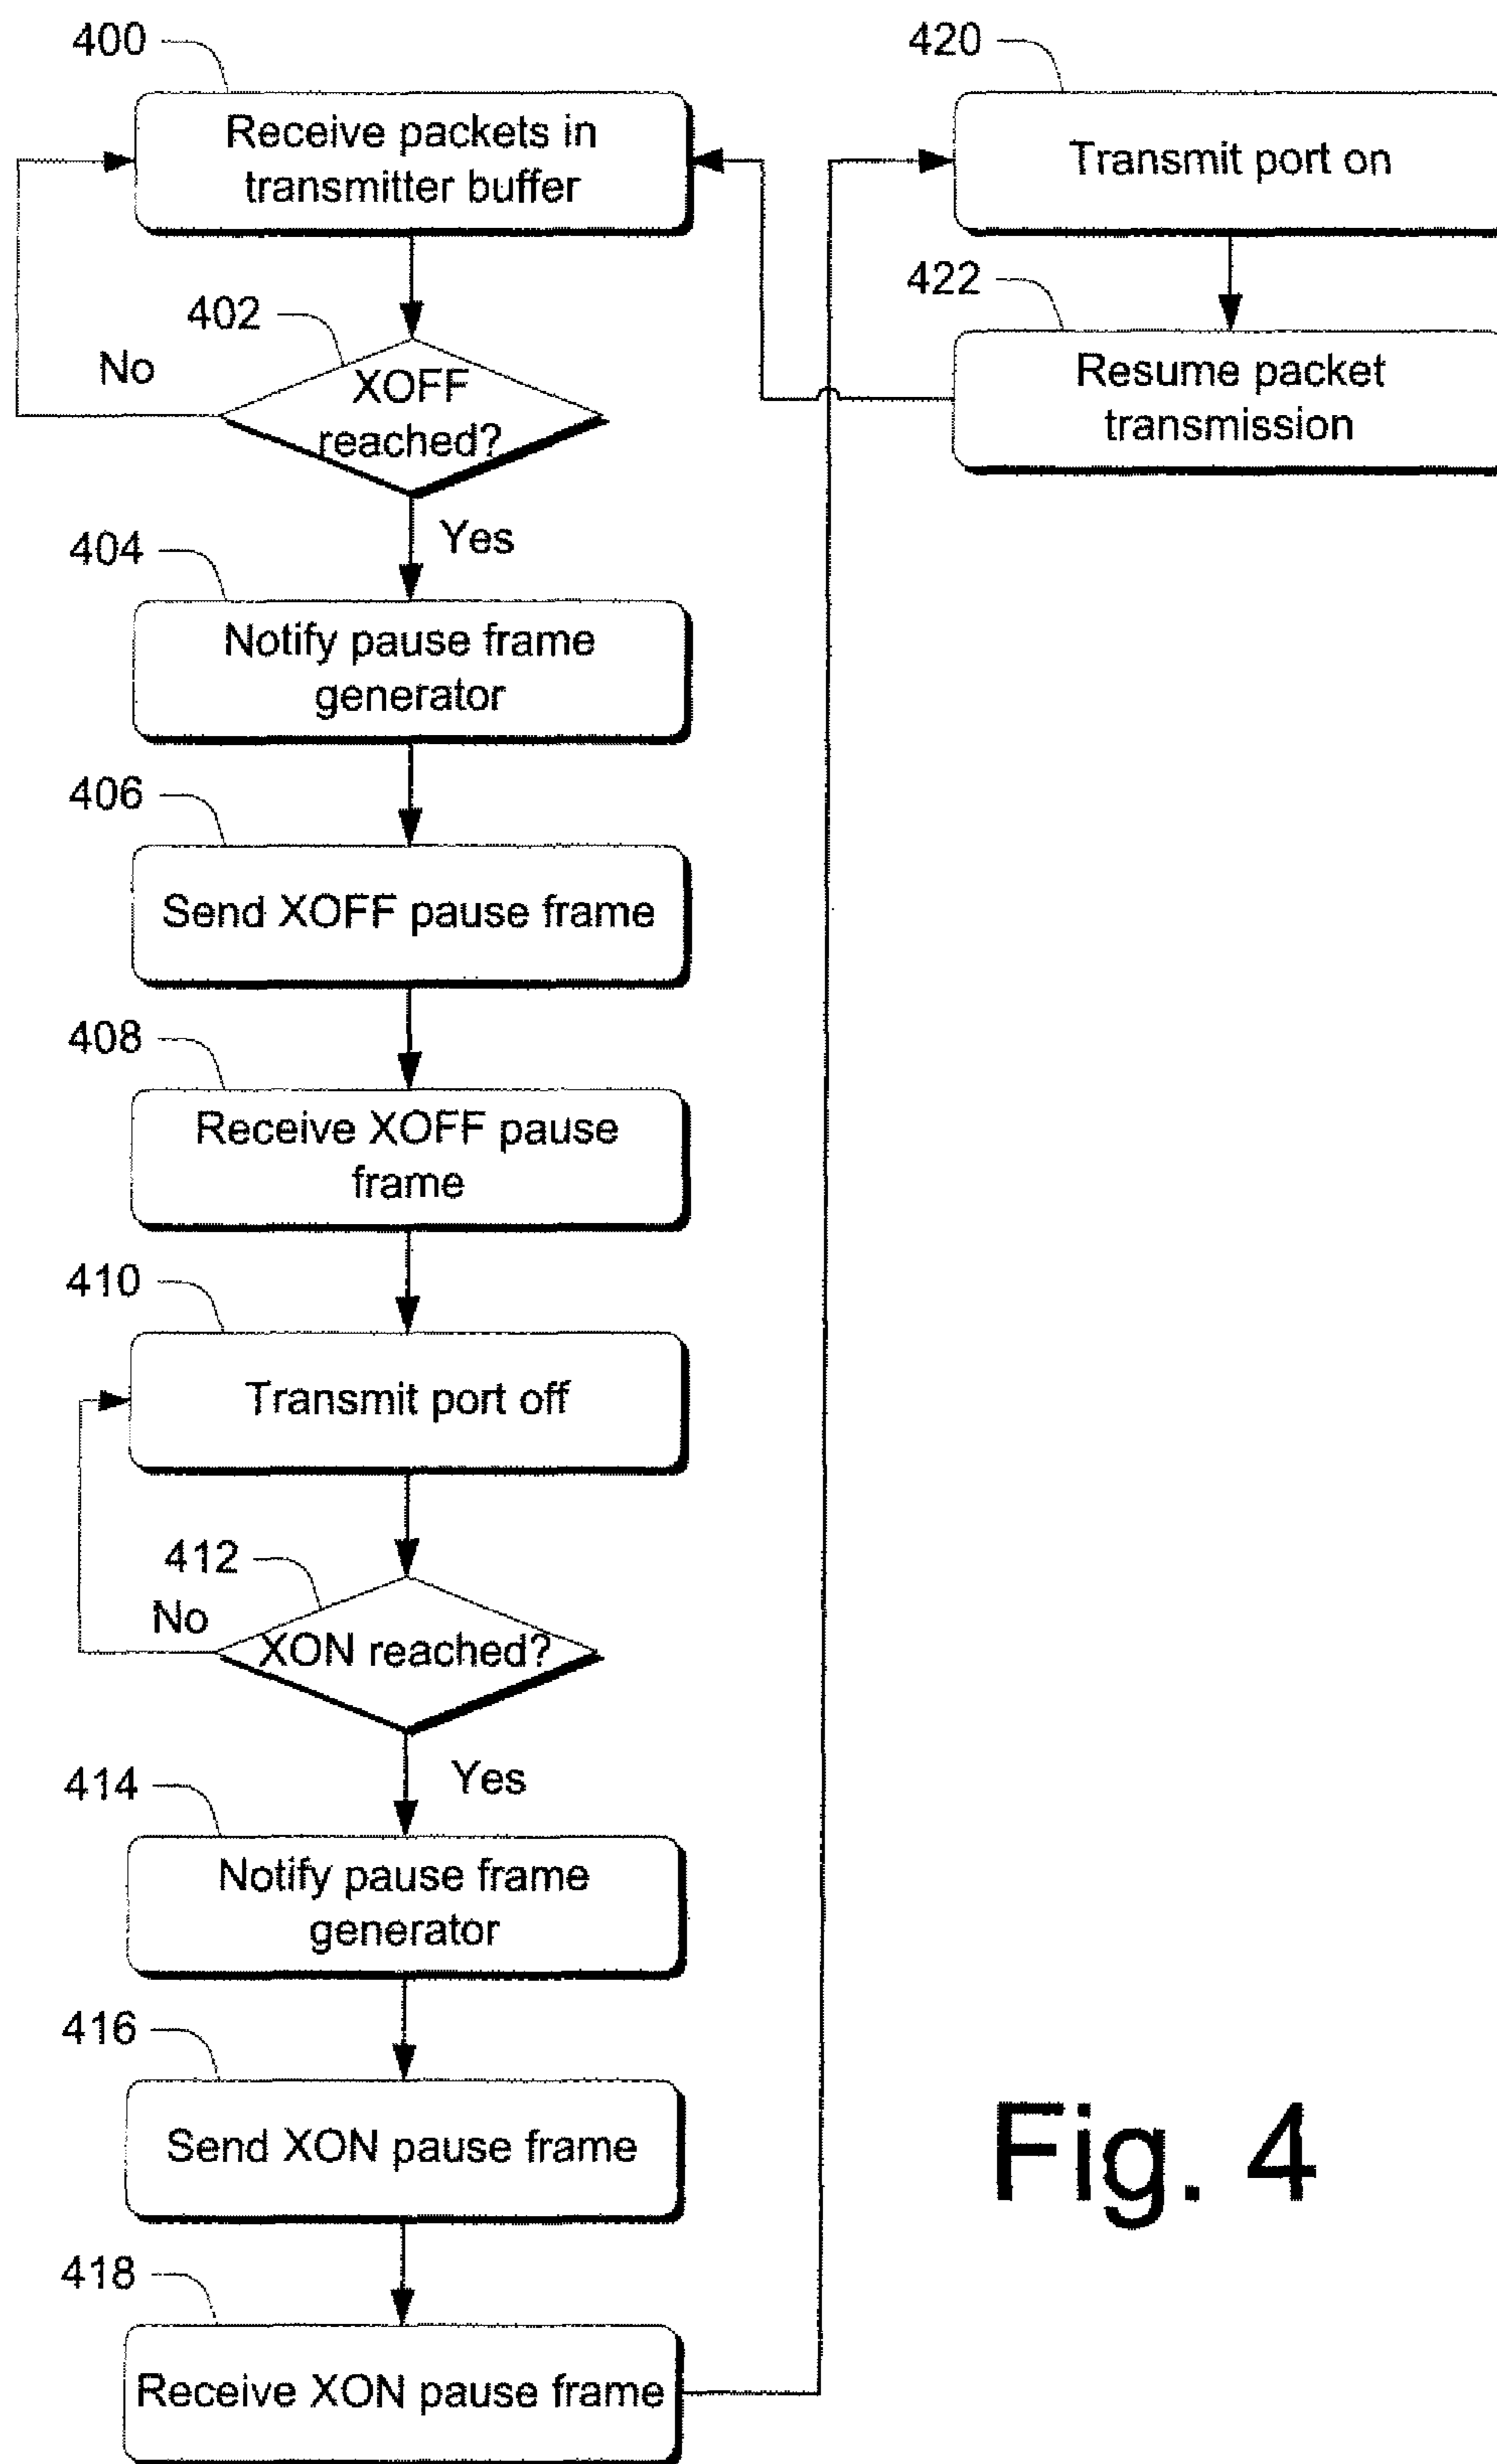 400
Receive packets in
transmitter buffer
402
No
XOFF
reached?
Yes
404
Notify pause frame
generator
406
Send XOFF pause frame
408
Receive XOFF pause
frame
410
Transmit port off
412
No
XON reached?
Yes
414
Notify pause frame
generator
416
Send XON pause frame
418
Receive XON pause frame
420
Transmit port on
422
Resume packet
transmission
Fig. 4